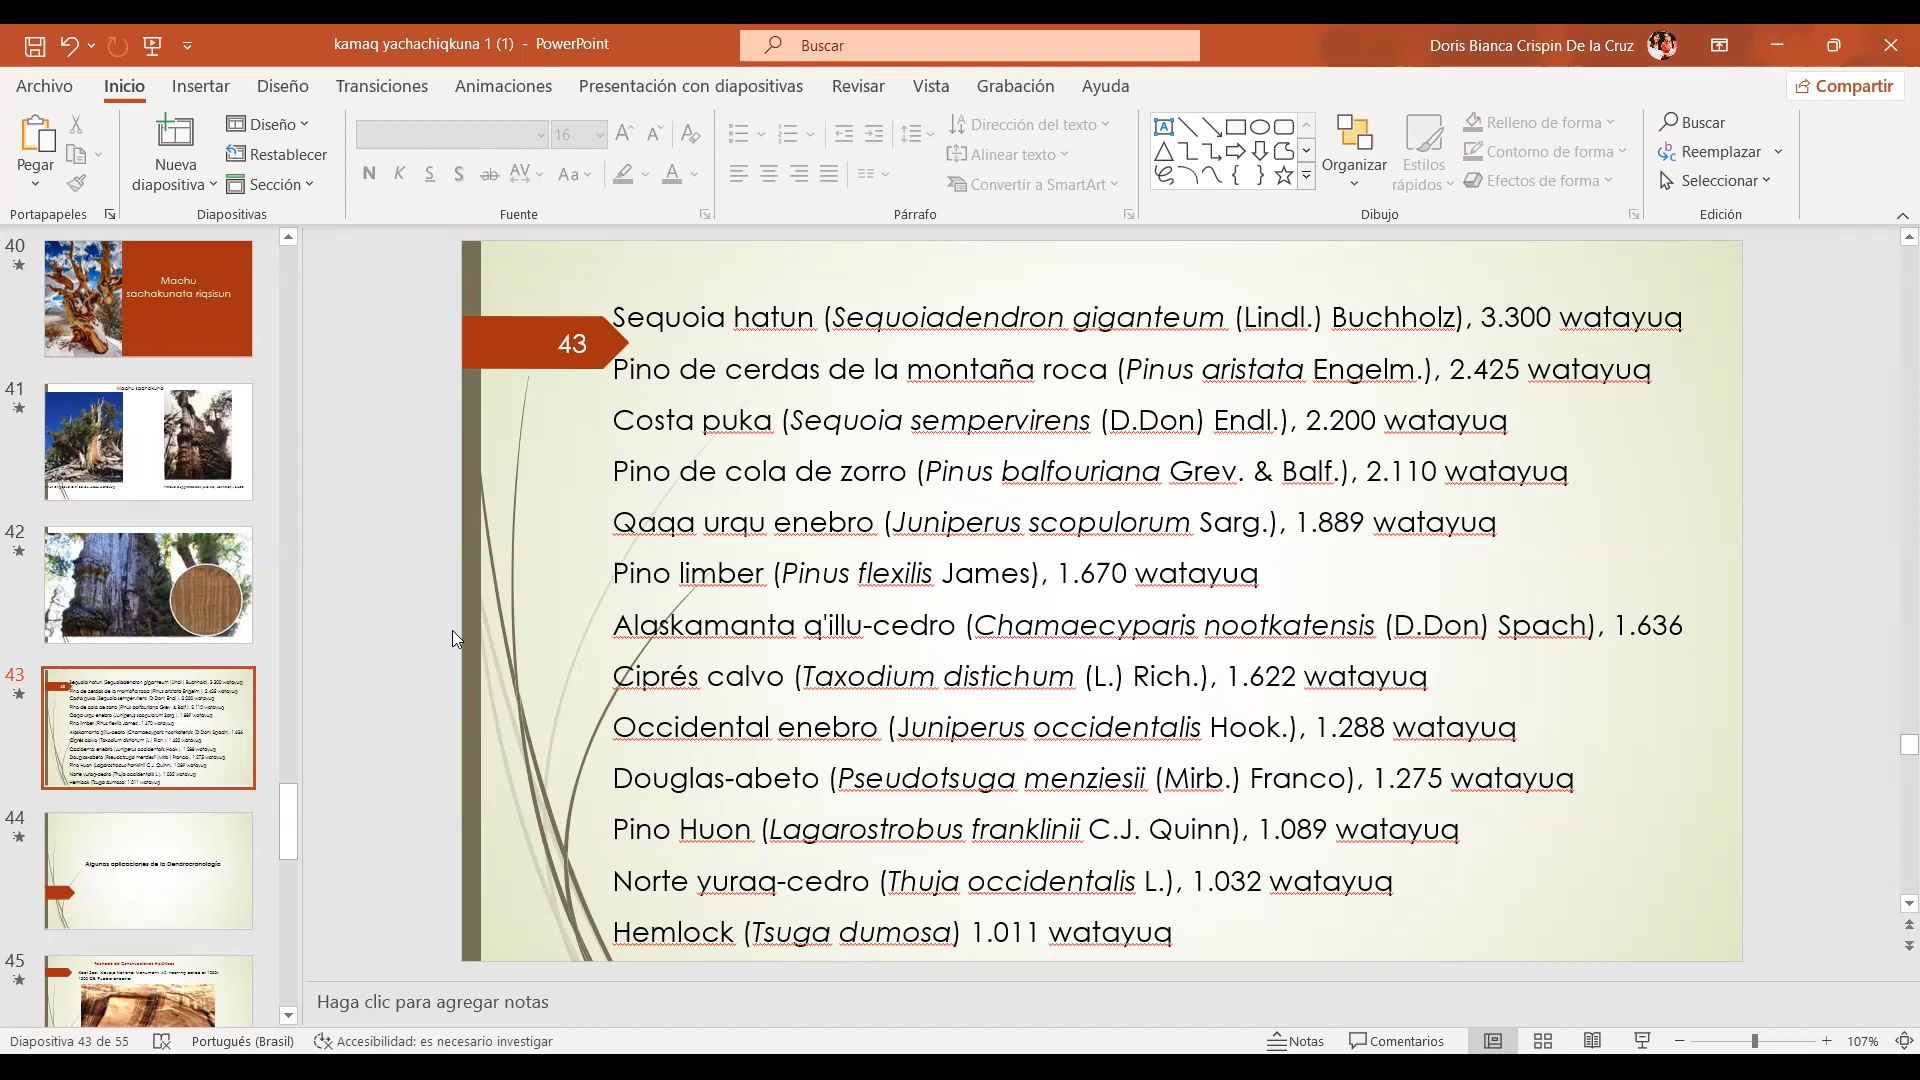 kamaq yachachiqkuna 1 (1) - PowerPoint
Buscar
Doris Bianca Crispin De la Cruz
Archivo Inicio Insertar Diseño Transiciones Animaciones Presentación con diapositivas Revisar Vista Grabación Ayuda
Compartir
Pegar
Nueva diapositiva
Diseño
Restablecer
Sección
16
N K S S ab AV Aa A
Dirección del texto
Alinear texto
Convertir a SmartArt
Organizar
Estilos rápidos
Relleno de forma
Contorno de forma
Efectos de forma
Buscar
Reemplazar
Seleccionar
Portapapeles Diapositivas Fuente Párrafo Dibujo Edición
40
Machu
sachakunata riqsisun
41
Machu sachakuna
42
43
44
Algunas aplicaciones de la Dendrocronología
45
43
Sequoia hatun (Sequoiadendron giganteum (Lindl.) Buchholz), 3.300 watayuq
Pino de cerdas de la montaña roca (Pinus aristata Engelm.), 2.425 watayuq
Costa puka (Sequoia sempervirens (D.Don) Endl.), 2.200 watayuq
Pino de cola de zorro (Pinus balfouriana Grev. & Balf.), 2.110 watayuq
Qaqa urqu enebro (Juniperus scopulorum Sarg.), 1.889 watayuq
Pino limber (Pinus flexilis James), 1.670 watayuq
Alaskamanta q'illu-cedro (Chamaecyparis nootkatensis (D.Don) Spach), 1.636
Ciprés calvo (Taxodium distichum (L.) Rich.), 1.622 watayuq
Occidental enebro (Juniperus occidentalis Hook.), 1.288 watayuq
Douglas-abeto (Pseudotsuga menziesii (Mirb.) Franco), 1.275 watayuq
Pino Huon (Lagarostrobus franklinii C.J. Quinn), 1.089 watayuq
Norte yuraq-cedro (Thuja occidentalis L.), 1.032 watayuq
Hemlock (Tsuga dumosa) 1.011 watayuq
Haga clic para agregar notas
Diapositiva 43 de 55
Português (Brasil)
Accesibilidad: es necesario investigar
Notas
Comentarios
107%